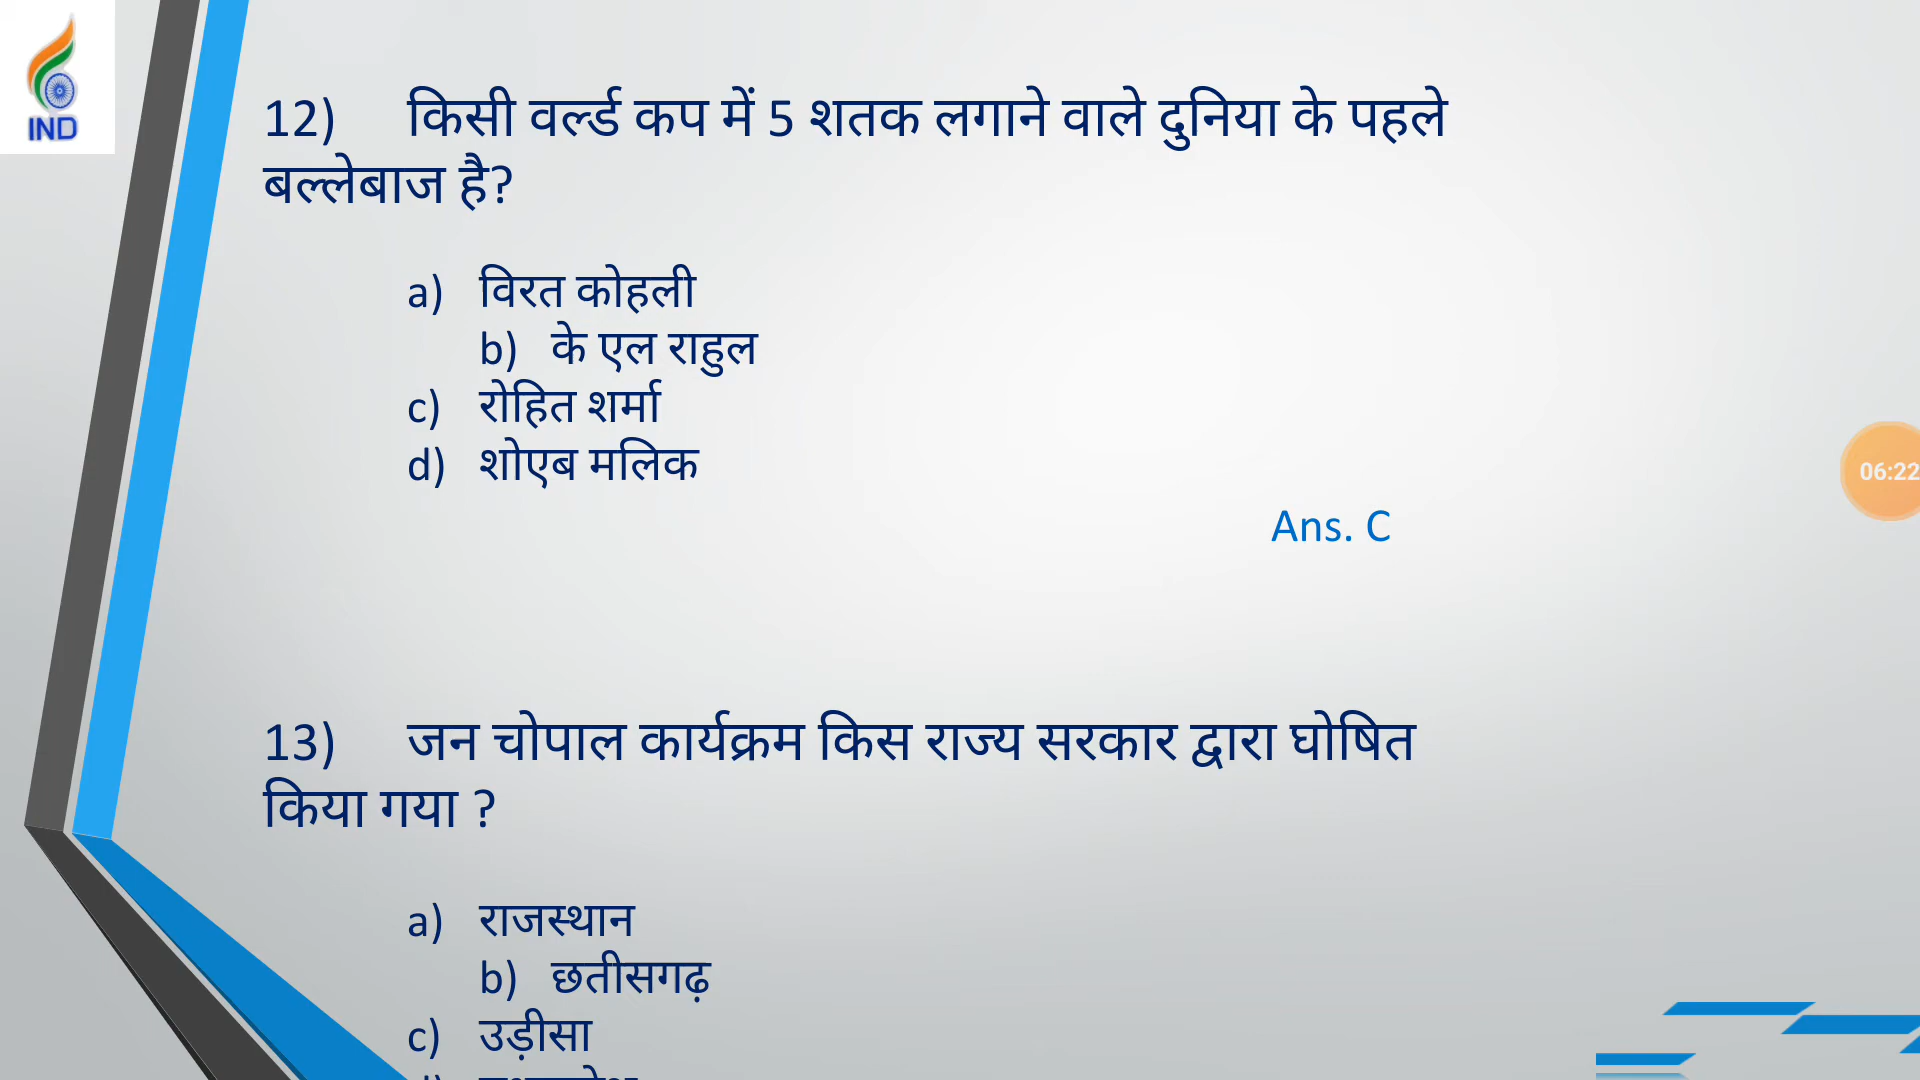 IND
12) किसी वर्ल्ड कप में 5 शतक लगाने वाले दुनिया के पहले
बल्लेबाज है?
a) विरत कोहली
b) के एल राहुल
c) रोहित शर्मा
d) शोएब मलिक
06:22
Ans. C
13) जन चोपाल कार्यक्रम किस राज्य सरकार द्वारा घोषित
किया गया ?
a) राजस्थान
b) छतीसगढ़
c) उड़ीसा